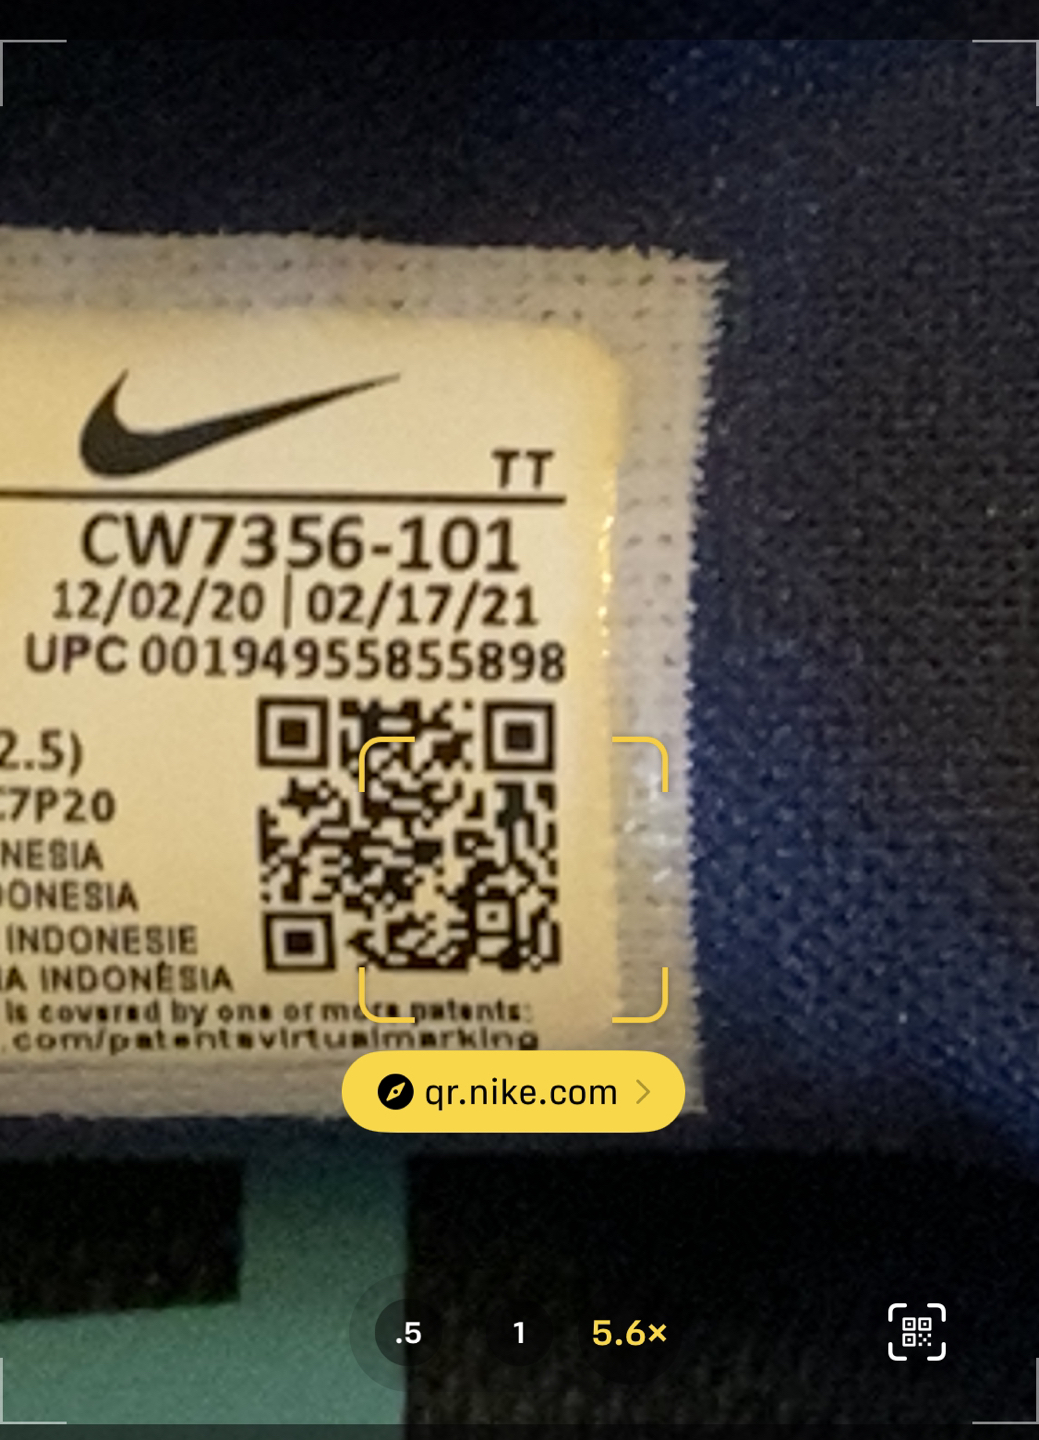 TT
CW7356-101
12/02/20 | 02/17/21
UPC 00194955855898
2.5)
7P20
NESIA
ONESIA
INDONESIE
IA INDONÉSIA
is covered by one or more patents:
.com/patentsvirtualmarking
qr.nike.com
.5 1 5.6×